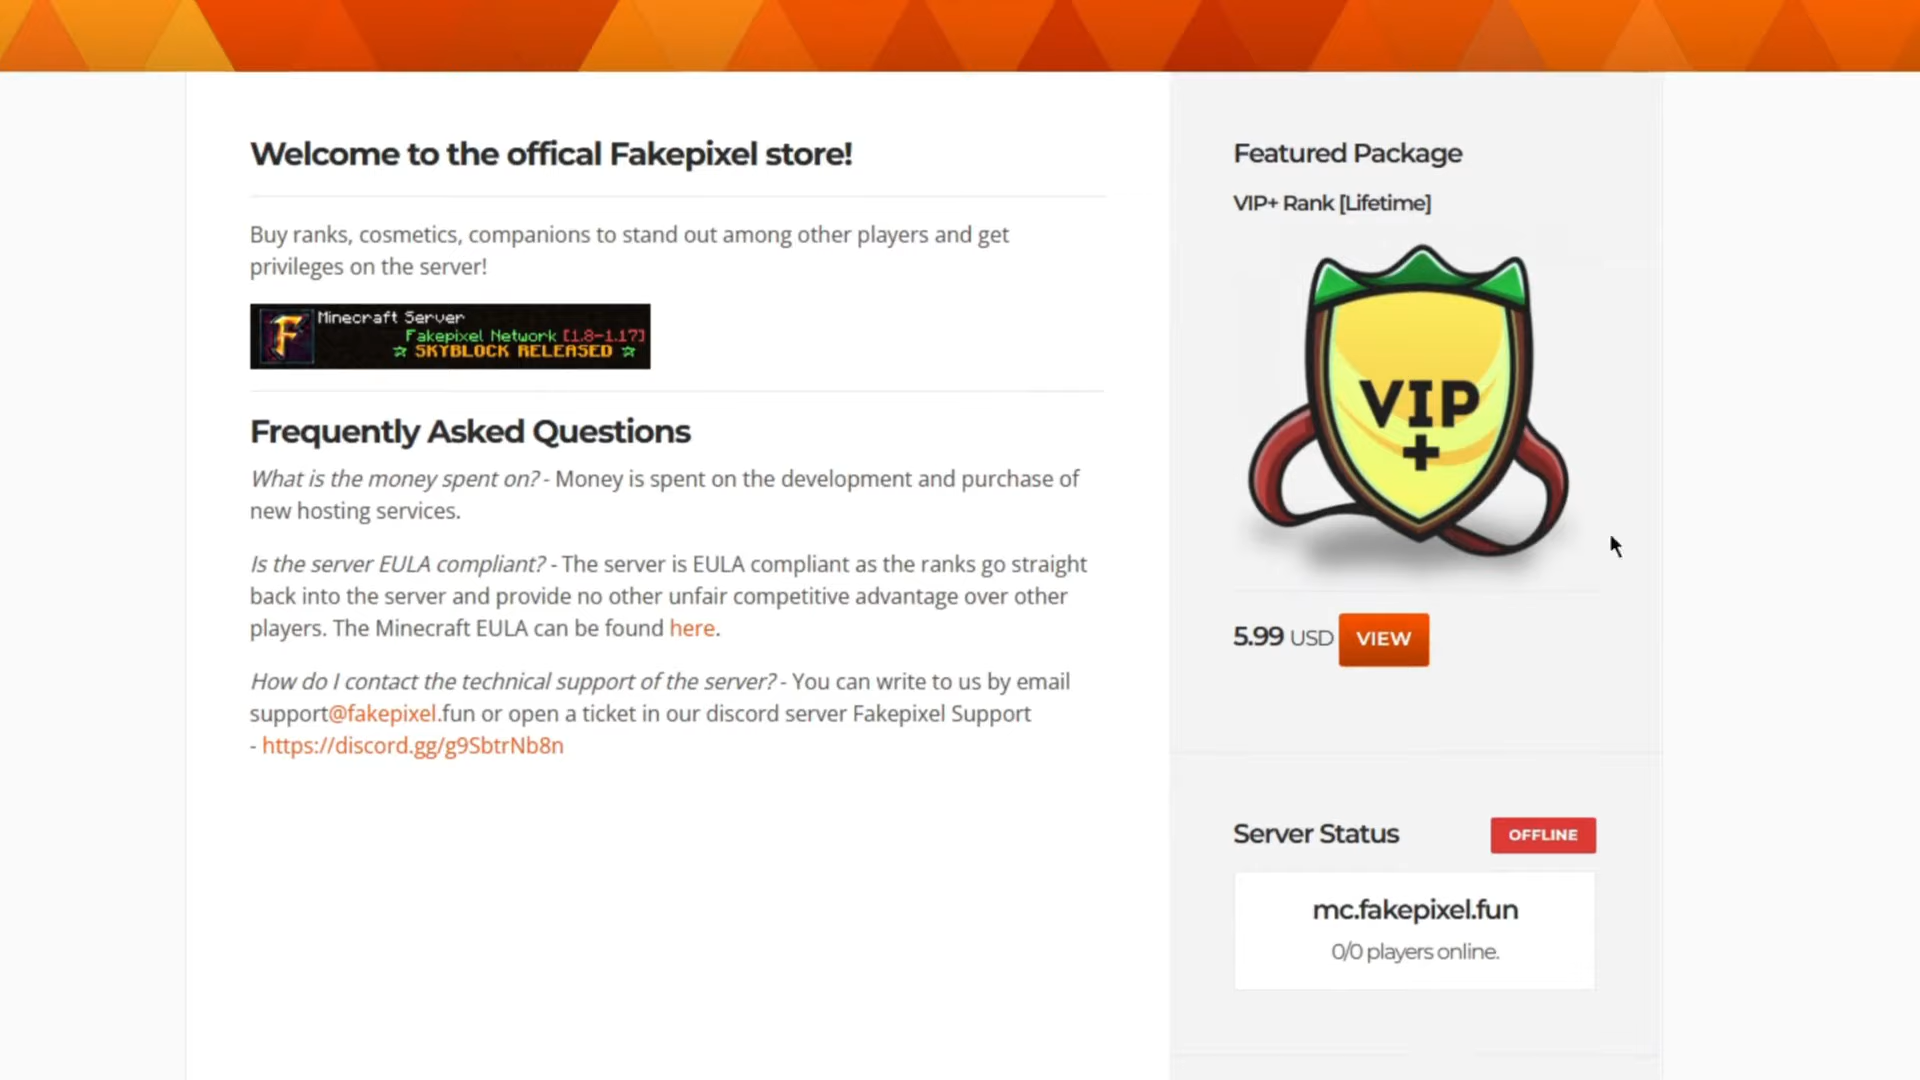 Welcome to the offical Fakepixel store!
Buy ranks, cosmetics, companions to stand out among other players and get
privileges on the server!
Minecraft Server
Fakepixel Network [1.8-1.17]
☆ SKYBLOCK RELEASED ☆
Frequently Asked Questions
What is the money spent on? - Money is spent on the development and purchase of
new hosting services.
Is the server EULA compliant? - The server is EULA compliant as the ranks go straight
back into the server and provide no other unfair competitive advantage over other
players. The Minecraft EULA can be found here.
How do I contact the technical support of the server? - You can write to us by email
support@fakepixel.fun or open a ticket in our discord server Fakepixel Support
- https://discord.gg/g9SbtrNb8n
Featured Package
VIP+ Rank [Lifetime]
VIP
+
5.99 USD VIEW
Server Status OFFLINE
mc.fakepixel.fun
0/0 players online.